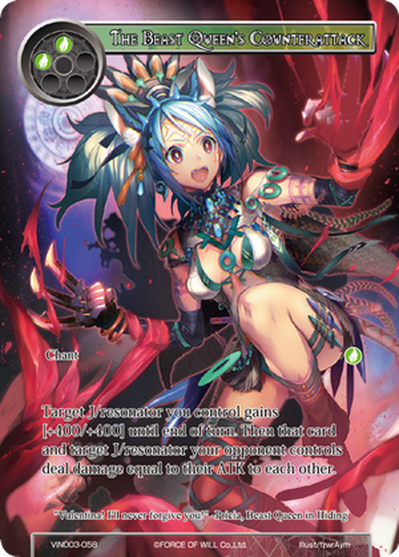 The Beast Queen's Counterattack
Chant
Target J/resonator you control gains
[+400/+400] until end of turn. Then that card
and target J/resonator your opponent controls
deal damage equal to their ATK to each other.
"Valentina! I'll never forgive you!" -Pricia, Beast Queen in Hiding
VIN003-058
©FORCE OF WILL Co.,Ltd.
Illust/tzwrAym